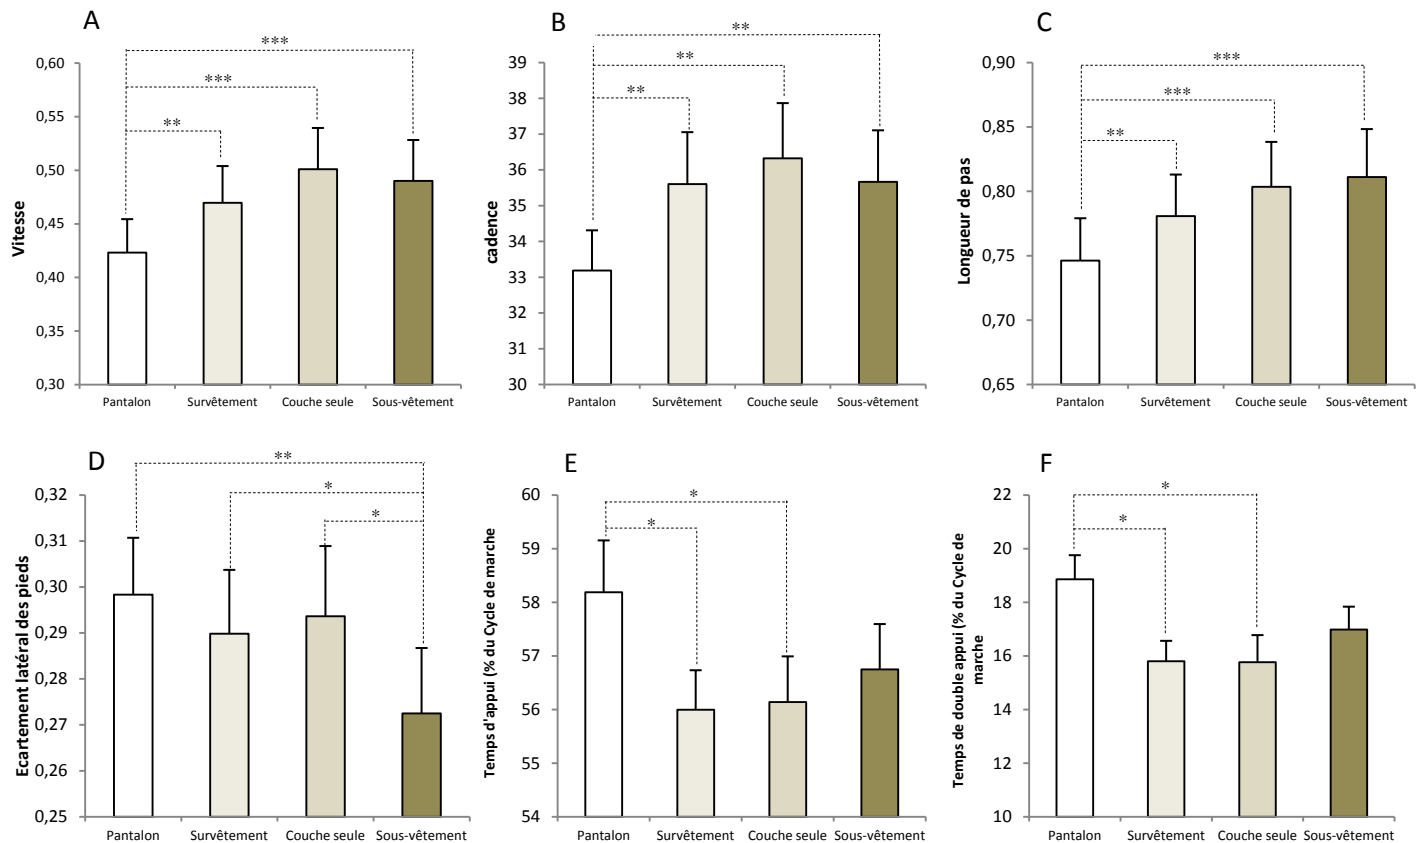 A
***
***
**
0,60
0,55
0,50
0,45
0,40
0,35
0,30
Vitesse
Pantalon
Survêtement
Couche seule
Sous-vêtement
B
**
**
**
39
38
37
36
35
34
33
32
31
30
cadence
Pantalon
Survêtement
Couche seule
Sous-vêtement
C
***
***
**
0,90
0,85
0,80
0,75
0,70
0,65
Longueur de pas
Pantalon
Survêtement
Couche seule
Sous-vêtement
D
**
*
*
0,32
0,31
0,30
0,29
0,28
0,27
0,26
0,25
Ecartement latéral des pieds
Pantalon
Survêtement
Couche seule
Sous-vêtement
E
*
*
60
59
58
57
56
55
54
Temps d'appui (% du Cycle de marche
Pantalon
Survêtement
Couche seule
Sous-vêtement
F
*
*
22
20
18
16
14
12
10
Temps de double appui (% du Cycle de
marche
Pantalon
Survêtement
Couche seule
Sous-vêtement